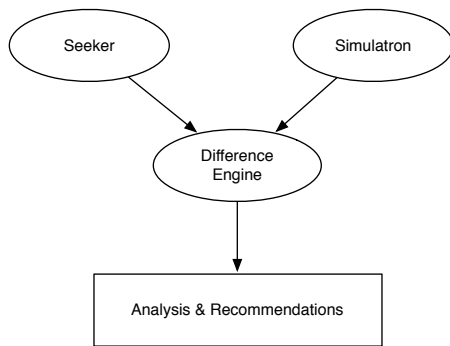 Seeker
Simulatron
Difference
Engine
Analysis & Recommendations